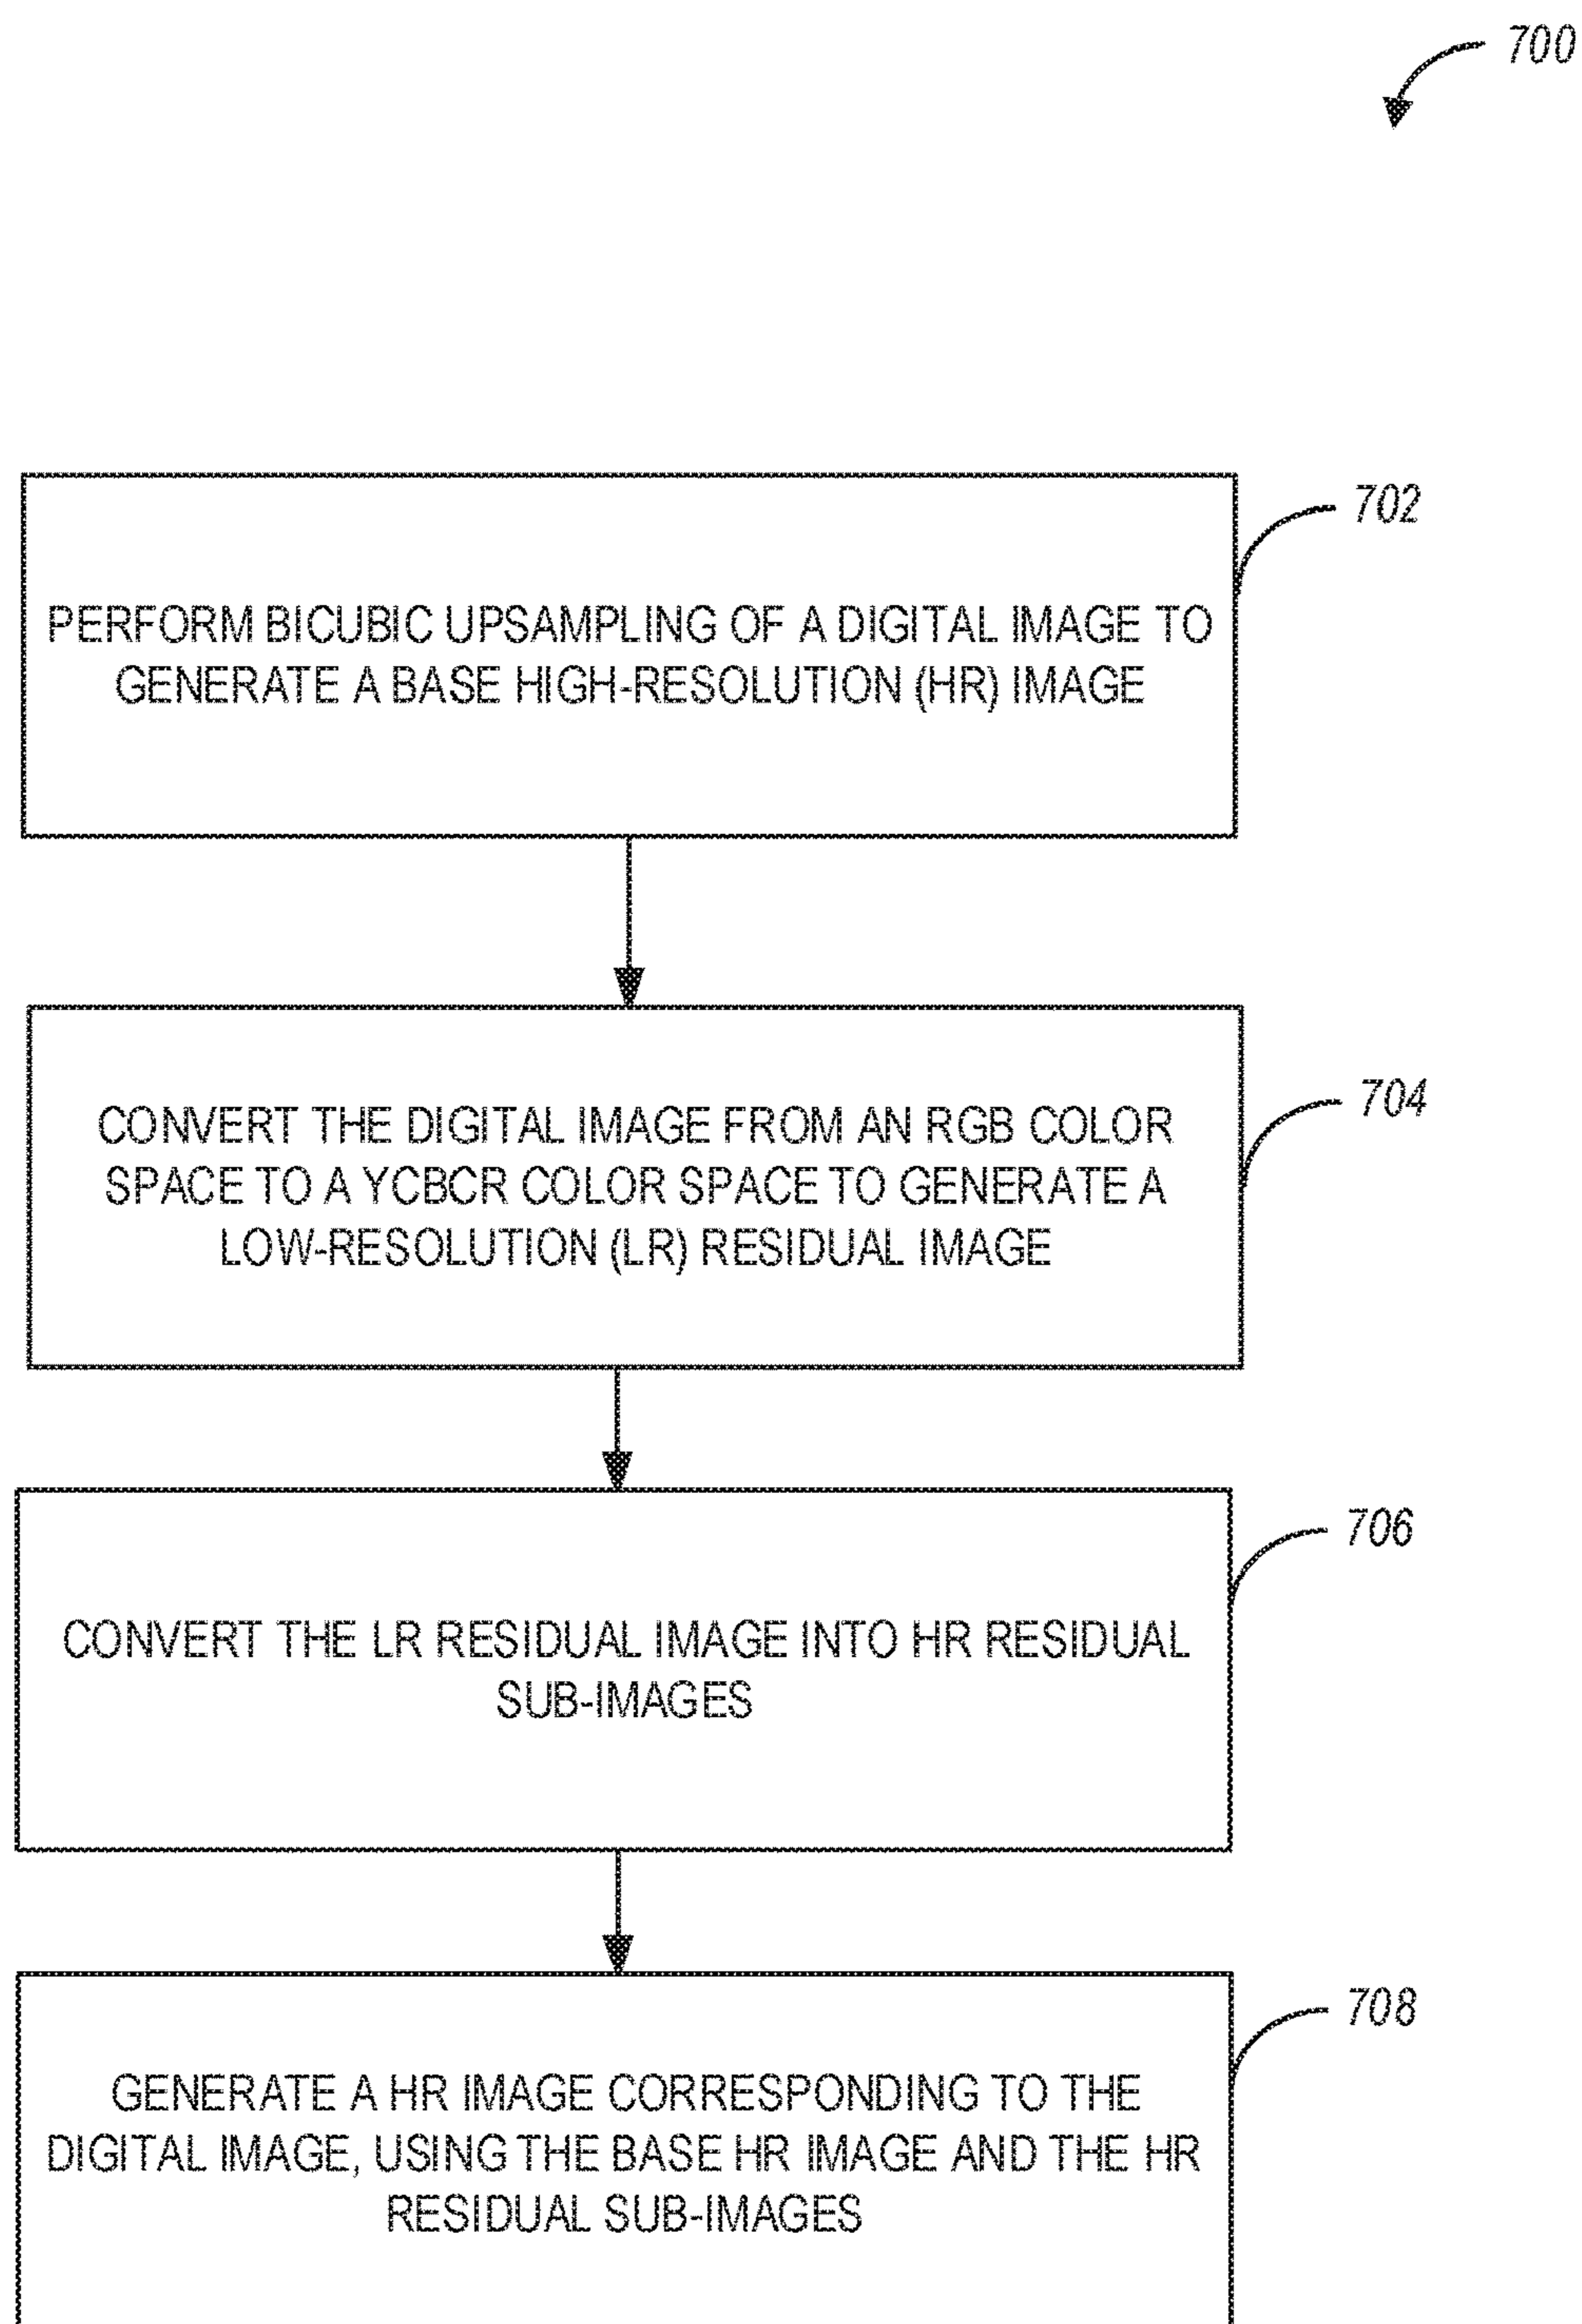 700
702
PERFORM BICUBIC UPSAMPLING OF A DIGITAL IMAGE TO
GENERATE A BASE HIGH-RESOLUTION (HR) IMAGE
704
CONVERT THE DIGITAL IMAGE FROM AN RGB COLOR
SPACE TO A YCBCR COLOR SPACE TO GENERATE A
LOW-RESOLUTION (LR) RESIDUAL IMAGE
706
CONVERT THE LR RESIDUAL IMAGE INTO HR RESIDUAL
SUB-IMAGES
708
GENERATE A HR IMAGE CORRESPONDING TO THE
DIGITAL IMAGE, USING THE BASE HR IMAGE AND THE HR
RESIDUAL SUB-IMAGES